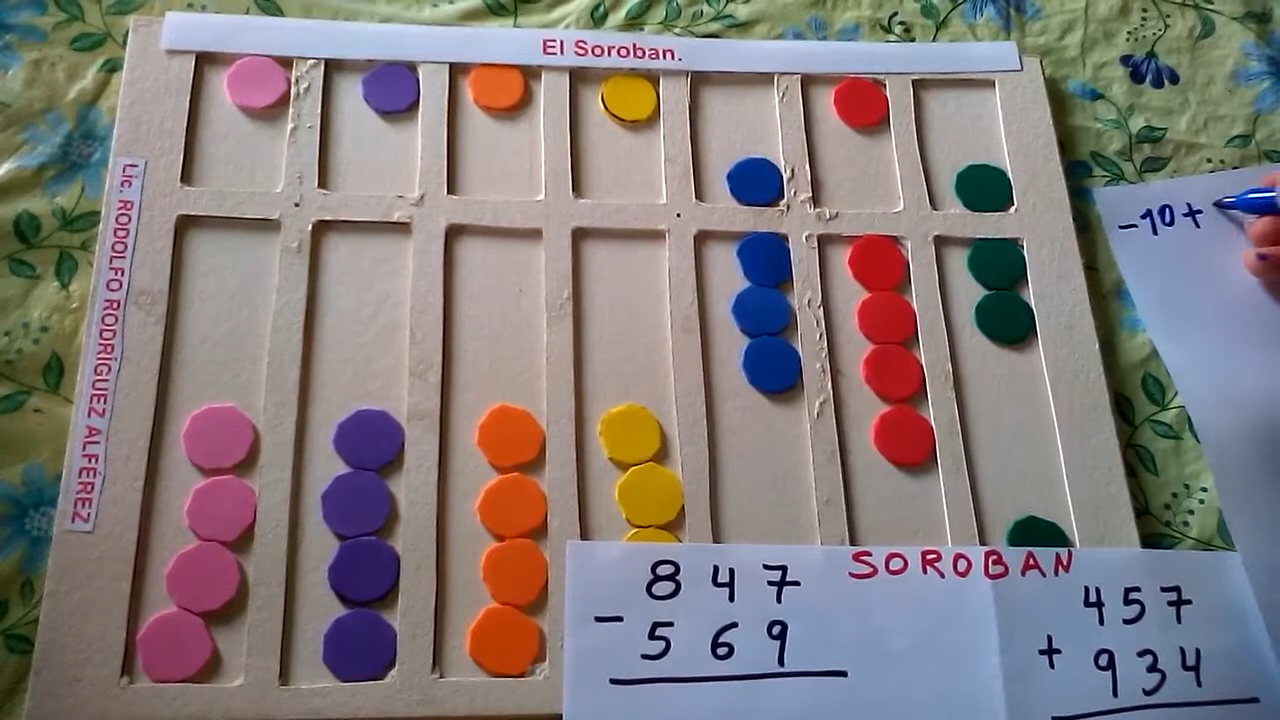 El Soroban.
Lic. RODOLFO RODRÍGUEZ ALFÉREZ
-10+
SOROBAN
847
- 569
457
+ 934